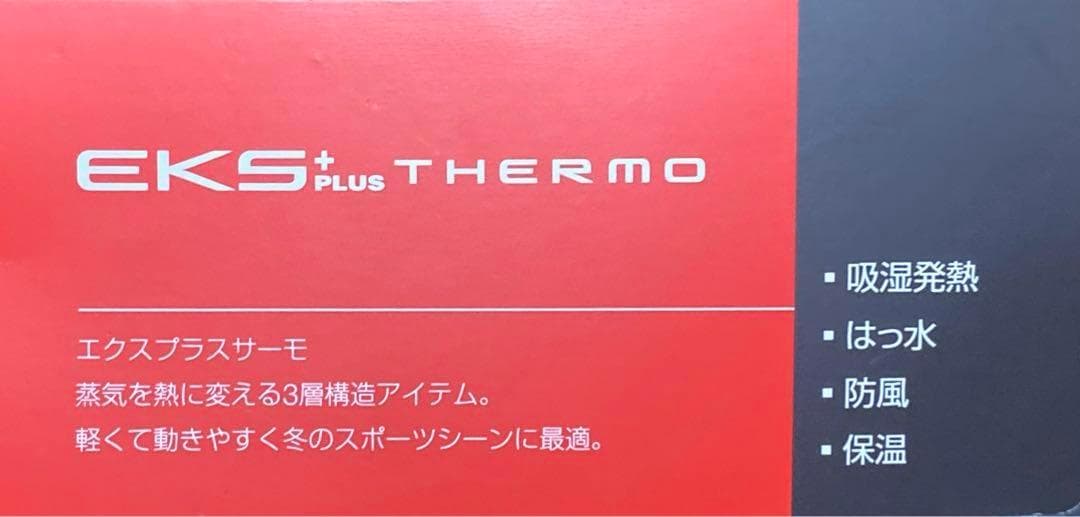 EKS+PLUS THERMO
エクスプラスサーモ
蒸気を熱に変える3層構造アイテム。
軽くて動きやすく冬のスポーツシーンに最適。
▪ 吸湿発熱
▪ はっ水
▪ 防風
▪ 保温